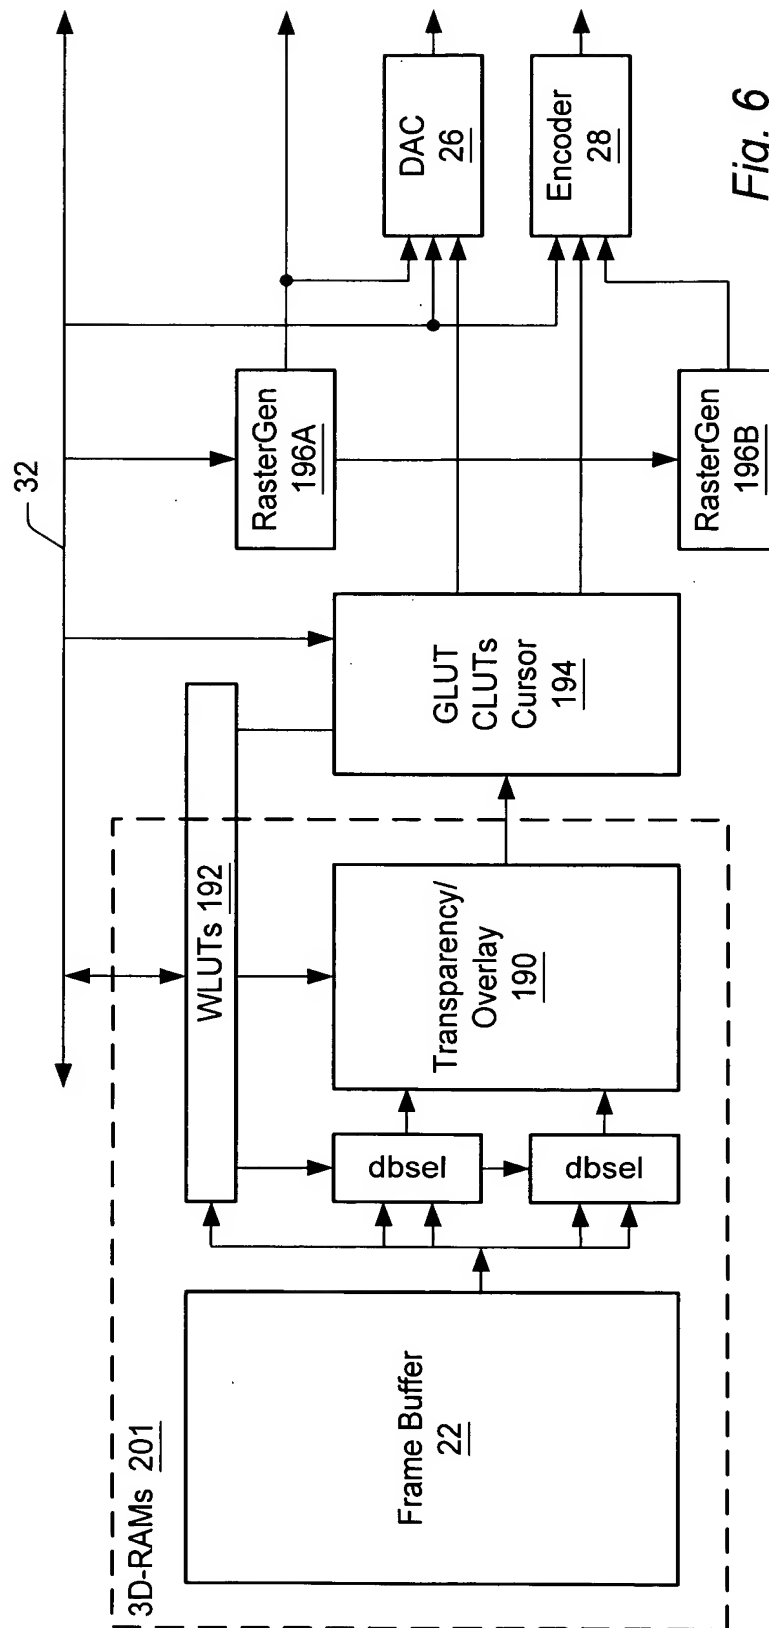 32
DAC
26
Encoder
28
RasterGen
196A
RasterGen
196B
GLUT
CLUTs
Cursor
194
WLUTs 192
Transparency/
Overlay
190
dbsel
dbsel
Frame Buffer
22
3D-RAMs 201
Fig. 6